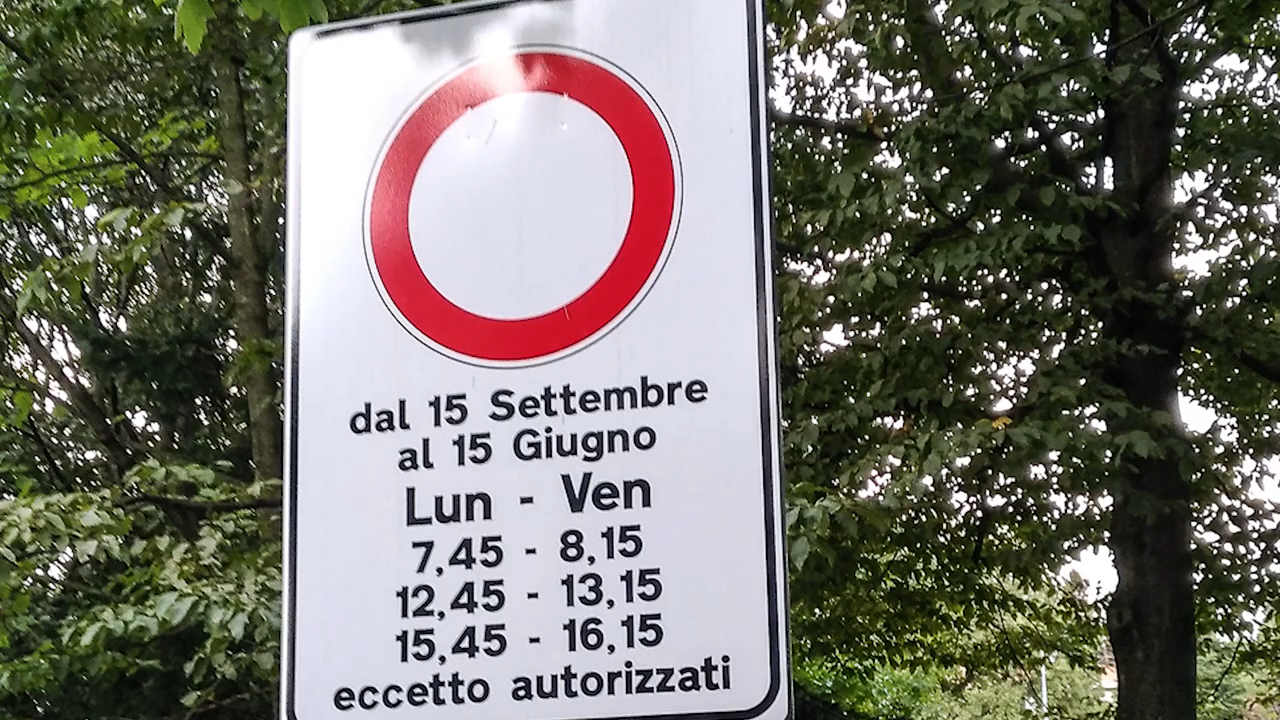 dal 15 Settembre
al 15 Giugno
Lun - Ven
7,45 - 8,15
12,45 - 13,15
15,45 - 16,15
eccetto autorizzati